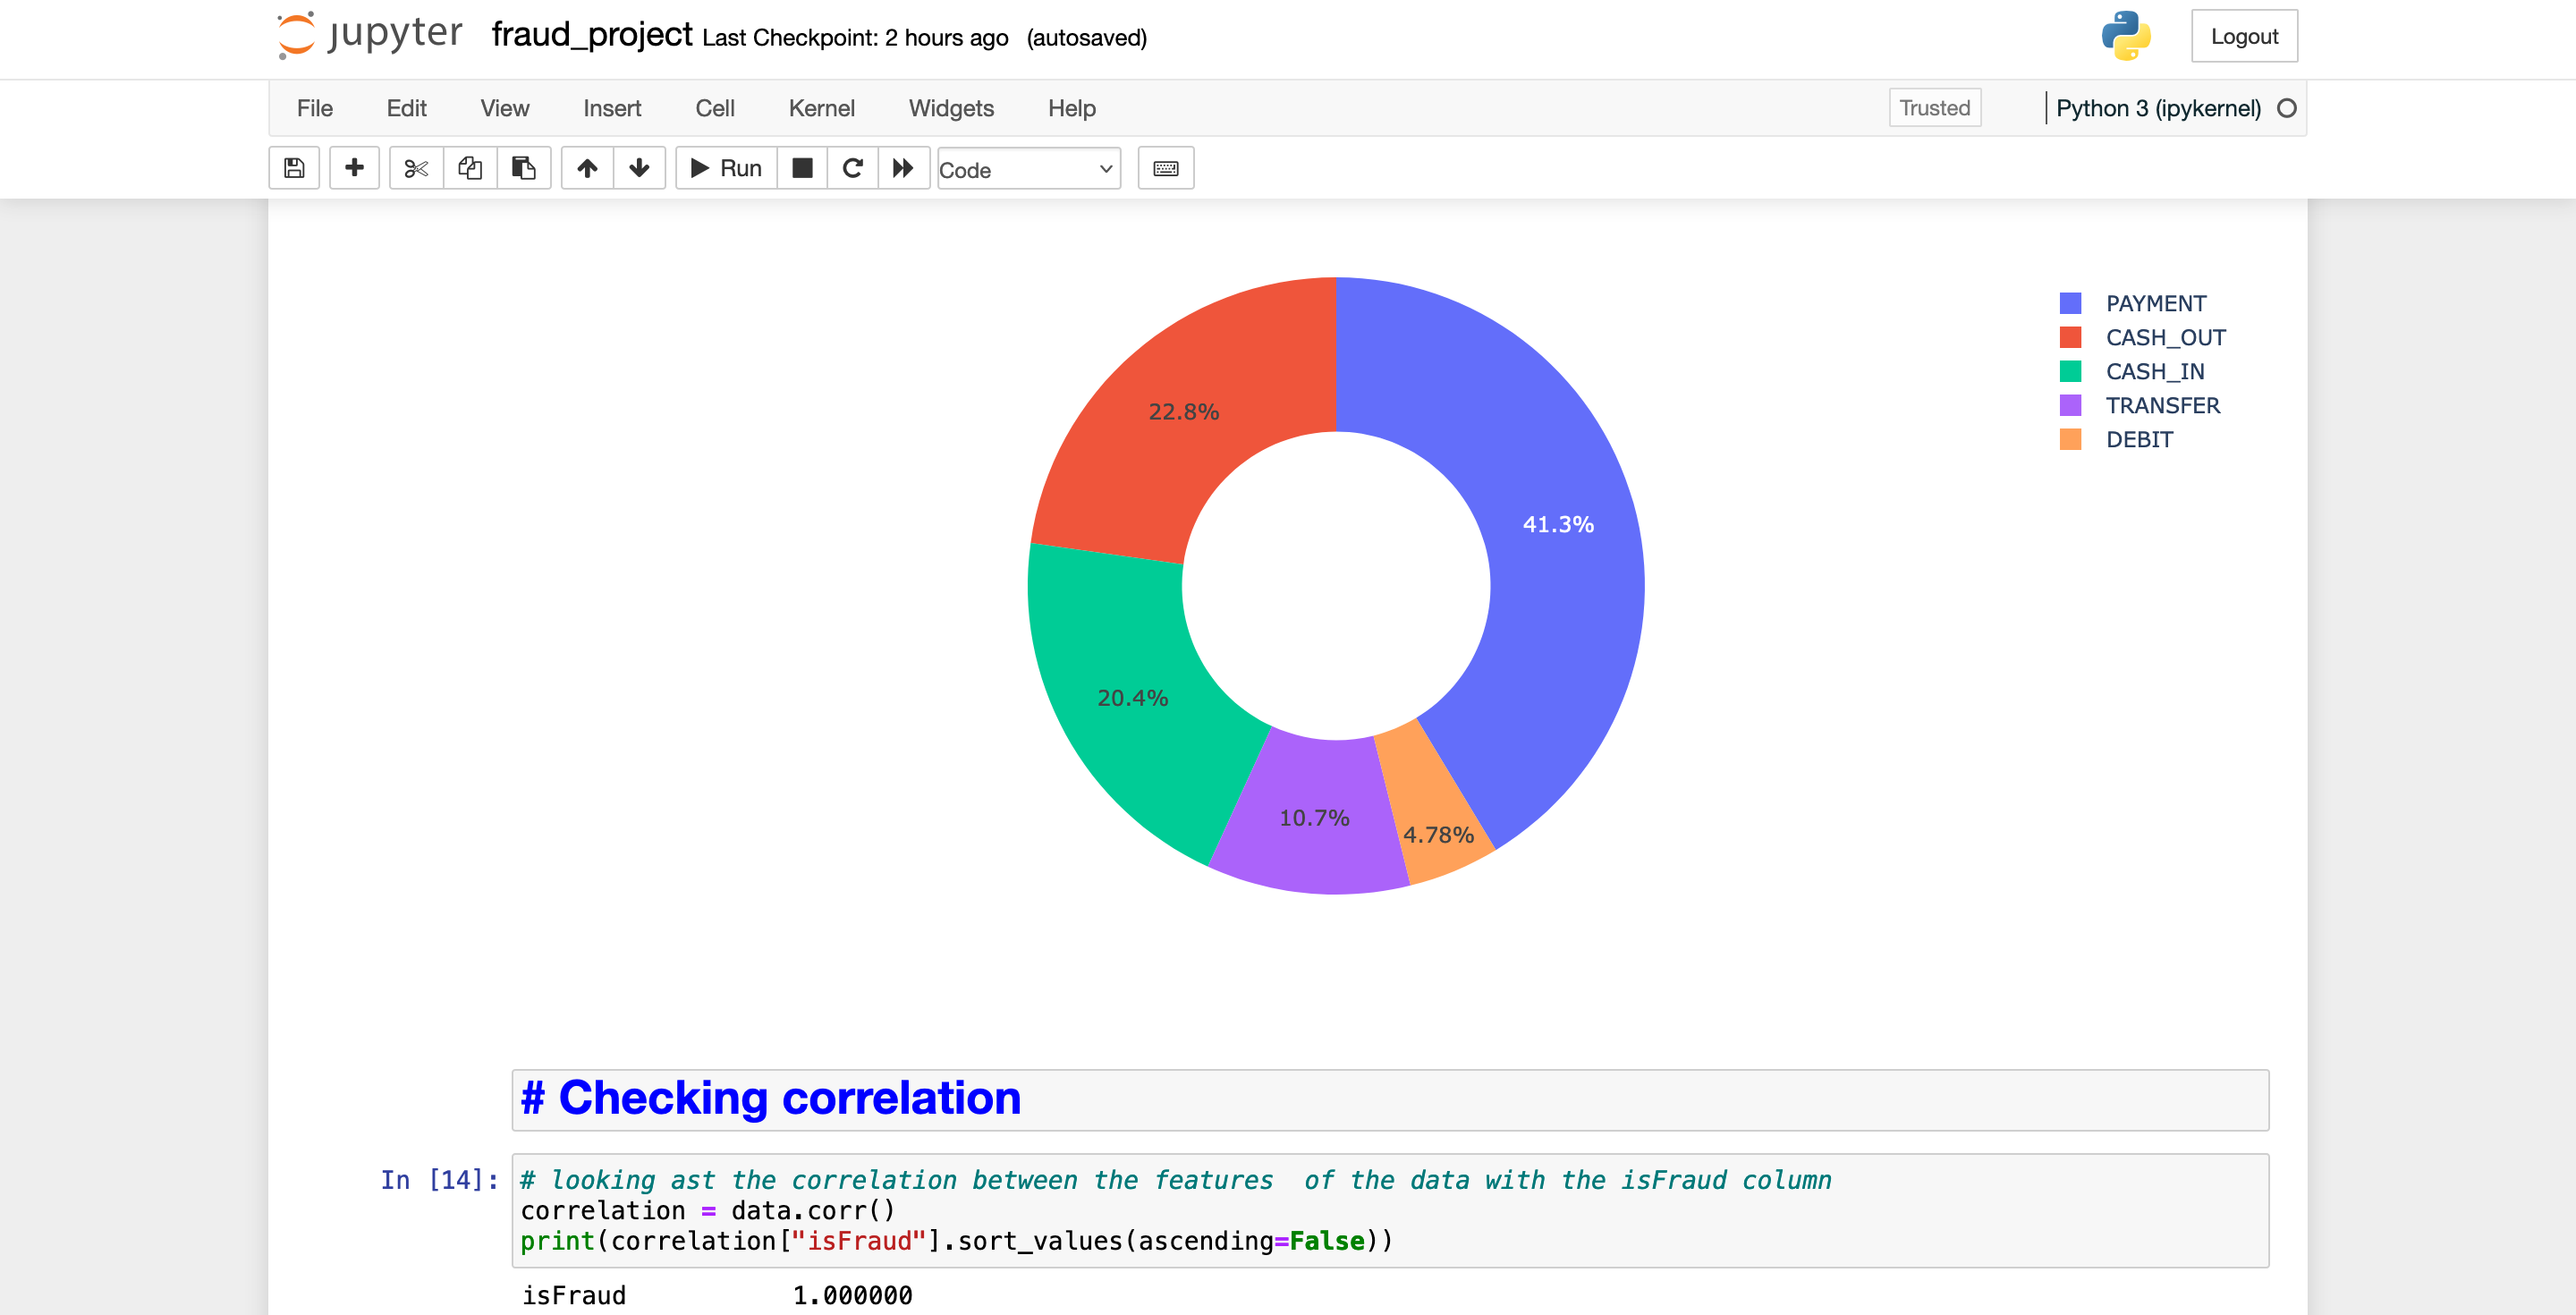 jupyter fraud_project Last Checkpoint: 2 hours ago (autosaved) Logout
File Edit View Insert Cell Kernel Widgets Help Trusted Python 3 (ipykernel)
Run Code
PAYMENT
CASH_OUT
CASH_IN
TRANSFER
DEBIT
22.8%
41.3%
20.4%
10.7%
4.78%
# Checking correlation
In [14]:
# looking ast the correlation between the features  of the data with the isFraud column
correlation = data.corr()
print(correlation["isFraud"].sort_values(ascending=False))
isFraud 1.000000